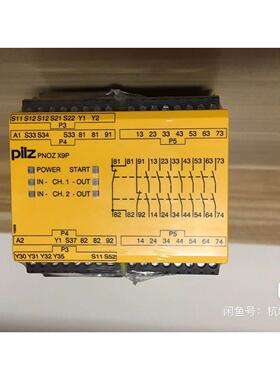 S11 S12 S12 S21 S22 Y1 Y2
P3
A1 S33 S34 S33 81 81 91 13 23 33 43 53 63 73
P4 P5
pilz
PNOZ X9P
POWER START
IN - CH. 1 - OUT
IN - CH. 2 - OUT
81 91 13 23 33 43 53 63 73
82 82 92 14 24 34 44 54 64 74
P4 P5
A2 Y1 S37 82 82 92 14 24 34 44 54 64 74
P3
Y30 Y31 Y32 Y35 S11 S52
闲鱼号：杭